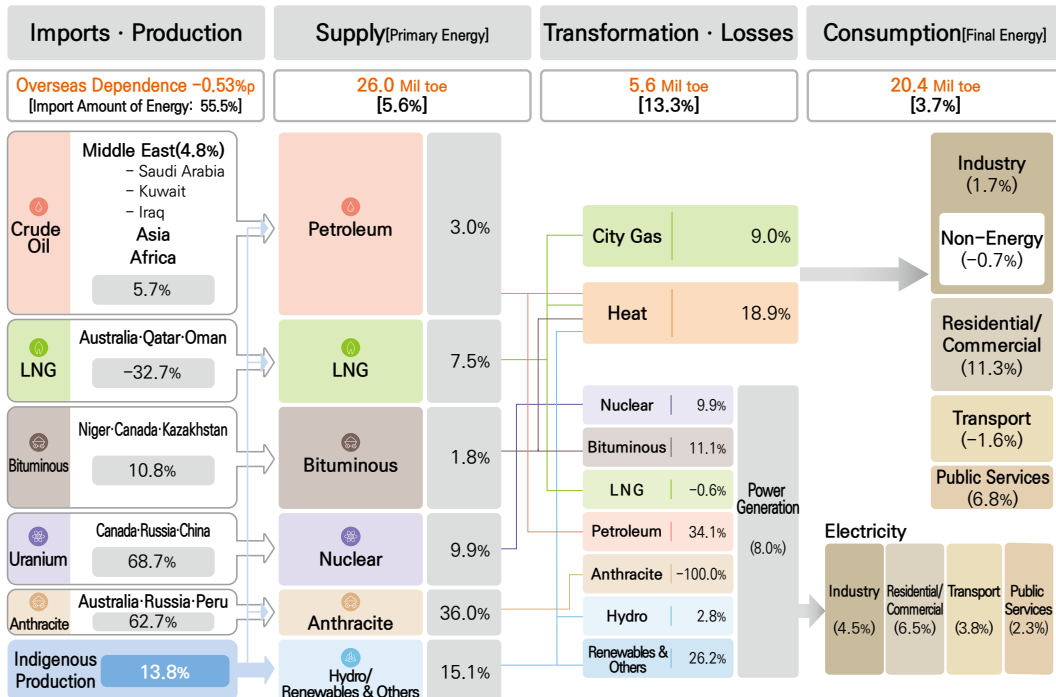 Imports · Production
Supply[Primary Energy]
Transformation · Losses
Consumption[Final Energy]
Overseas Dependence −0.53%p
[Import Amount of Energy: 55.5%]
26.0 Mil toe
[5.6%]
5.6 Mil toe
[13.3%]
20.4 Mil toe
[3.7%]
Crude
Oil
Middle East(4.8%)
− Saudi Arabia
− Kuwait
− Iraq
Asia
Africa
5.7%
LNG
Australia·Qatar·Oman
−32.7%
Bituminous
Niger·Canada·Kazakhstan
10.8%
Uranium
Canada·Russia·China
68.7%
Anthracite
Australia·Russia·Peru
62.7%
Indigenous
Production
13.8%
Petroleum
3.0%
LNG
7.5%
Bituminous
1.8%
Nuclear
9.9%
Anthracite
36.0%
Hydro/
Renewables & Others
15.1%
City Gas
9.0%
Heat
18.9%
Nuclear
9.9%
Bituminous
11.1%
LNG
−0.6%
Petroleum
34.1%
Anthracite
−100.0%
Hydro
2.8%
Renewables &
Others
26.2%
Power
Generation
(8.0%)
Industry
(1.7%)
Non−Energy
(−0.7%)
Residential/
Commercial
(11.3%)
Transport
(−1.6%)
Public Services
(6.8%)
Electricity
Industry
(4.5%)
Residential/
Commercial
(6.5%)
Transport
(3.8%)
Public
Services
(2.3%)